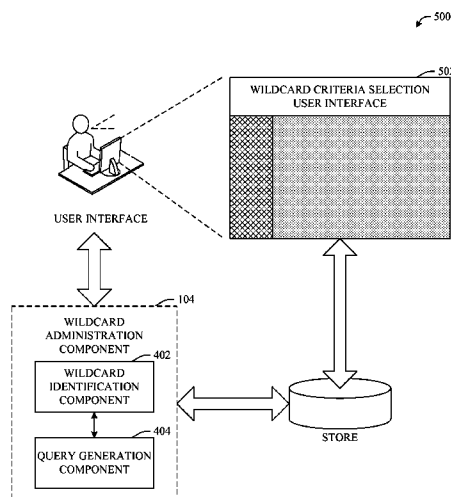 500
WILDCARD CRITERIA SELECTION
USER INTERFACE
USER INTERFACE
104
WILDCARD
ADMINISTRATION
COMPONENT
402
WILDCARD
IDENTIFICATION
COMPONENT
404
QUERY GENERATION
COMPONENT
STORE